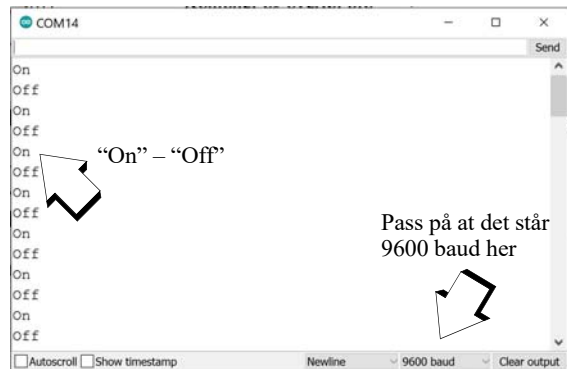 COM14
Send
On
Off
On
Off
On
Off
On
Off
On
Off
On
Off
On
Off
“On” – “Off”
Pass på at det står
9600 baud her
Autoscroll Show timestamp Newline 9600 baud Clear output